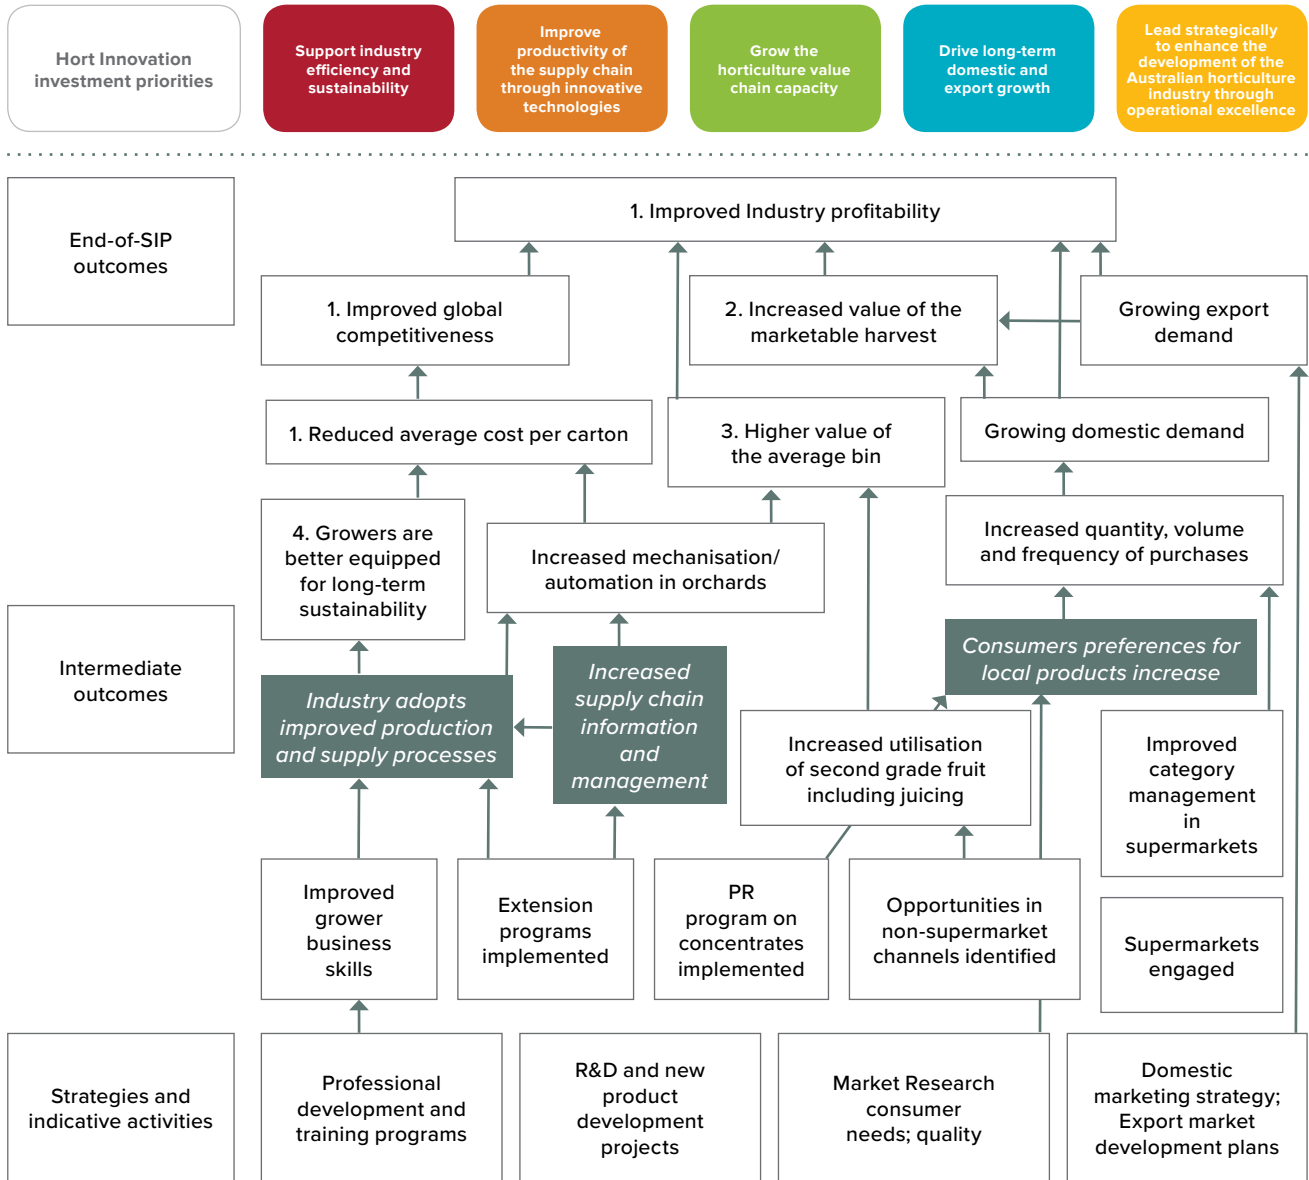 Hort Innovation
investment priorities
Support industry
efficiency and
sustainability
Improve
productivity of
the supply chain
through innovative
technologies
Grow the
horticulture value
chain capacity
Drive long-term
domestic and
export growth
Lead strategically
to enhance the
development of the
Australian horticulture
industry through
operational excellence
End-of-SIP
outcomes
1. Improved Industry profitability
1. Improved global
competitiveness
2. Increased value of the
marketable harvest
Growing export
demand
1. Reduced average cost per carton
3. Higher value of
the average bin
Growing domestic demand
4. Growers are
better equipped
for long-term
sustainability
Increased mechanisation/
automation in orchards
Increased quantity, volume
and frequency of purchases
Intermediate
outcomes
Industry adopts
improved production
and supply processes
Increased
supply chain
information
and
management
Consumers preferences for
local products increase
Increased utilisation
of second grade fruit
including juicing
Improved
category
management
in
supermarkets
Improved
grower
business
skills
Extension
programs
implemented
PR
program on
concentrates
implemented
Opportunities in
non-supermarket
channels identified
Supermarkets
engaged
Strategies and
indicative activities
Professional
development and
training programs
R&D and new
product
development
projects
Market Research
consumer
needs; quality
Domestic
marketing strategy;
Export market
development plans